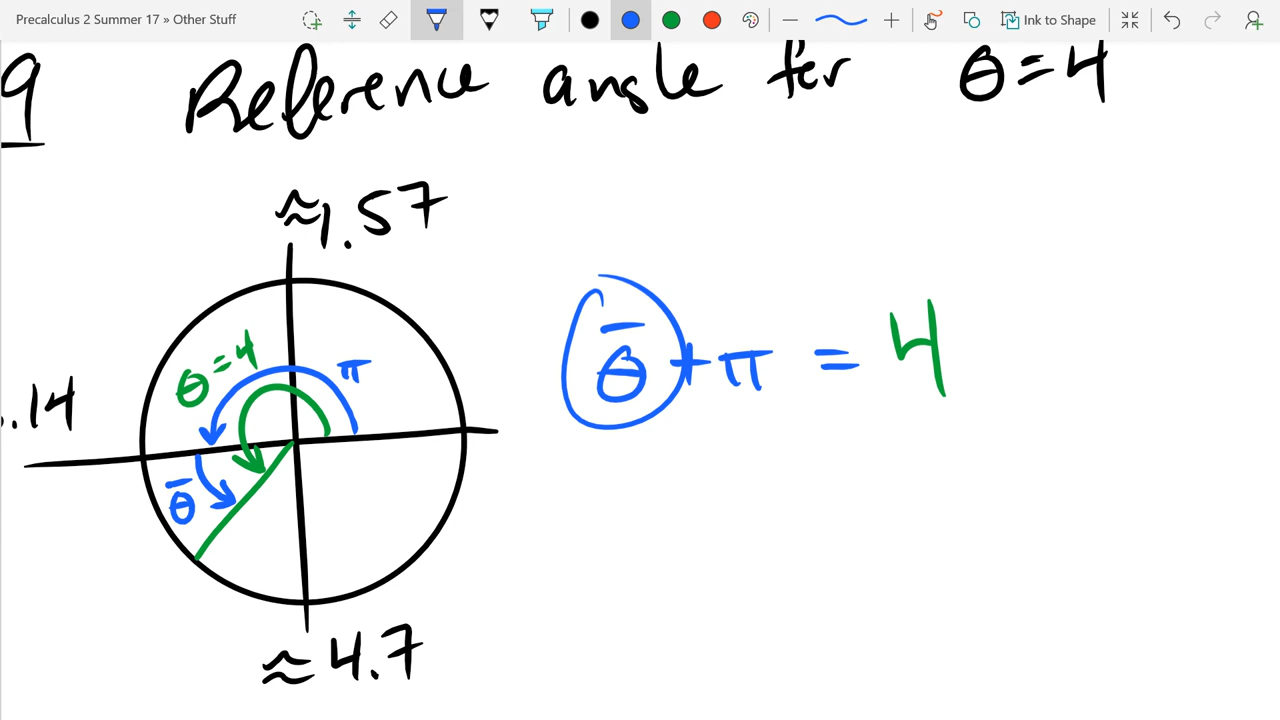 Precalculus 2 Summer 17 » Other Stuff
Ink to Shape
9 Reference angle for θ=4
≈1.57
θ̄+π = 4
θ=4
π
.14
θ̄
≈4.7